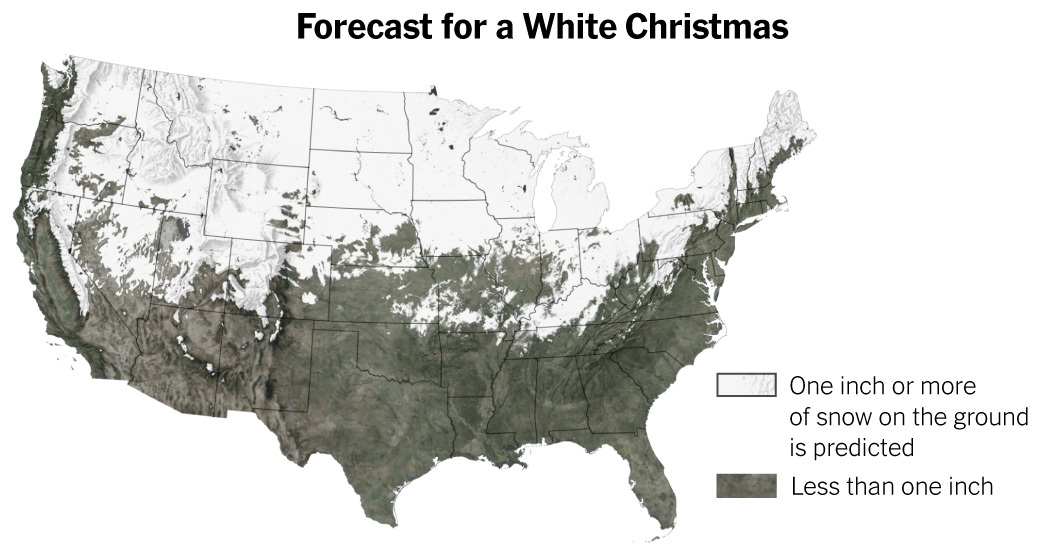 Forecast for a White Christmas
One inch or more
of snow on the ground
is predicted
Less than one inch